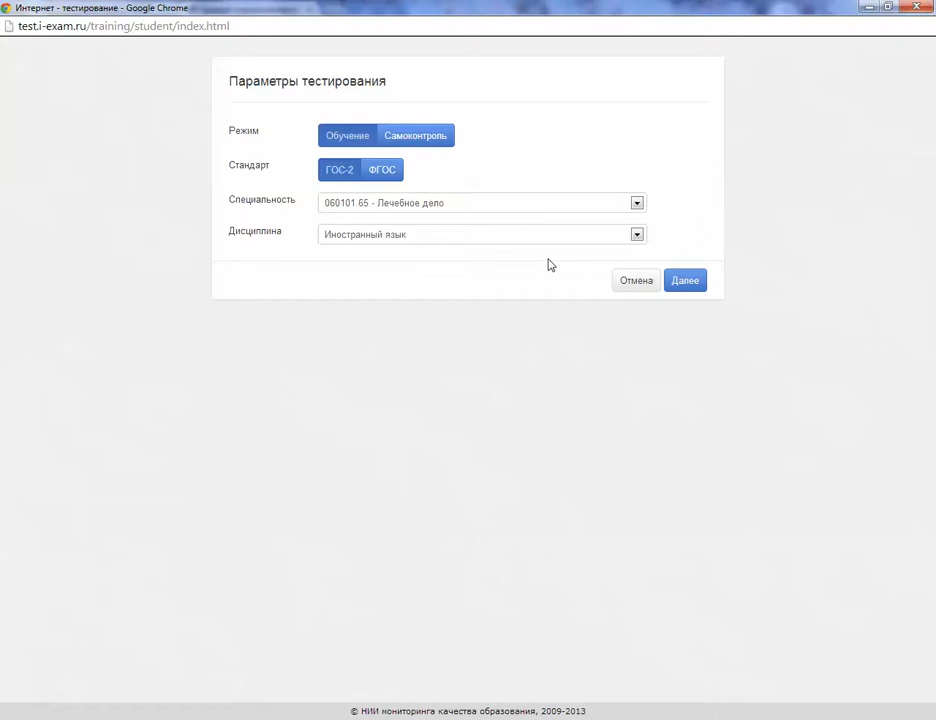 Интернет - тестирование - Google Chrome
test.i-exam.ru/training/student/index.html
Параметры тестирования
Режим
Обучение Самоконтроль
Стандарт
ГОС-2 ФГОС
Специальность
060101.65 - Лечебное дело
Дисциплина
Иностранный язык
Отмена Далее
© НИИ мониторинга качества образования, 2009-2013